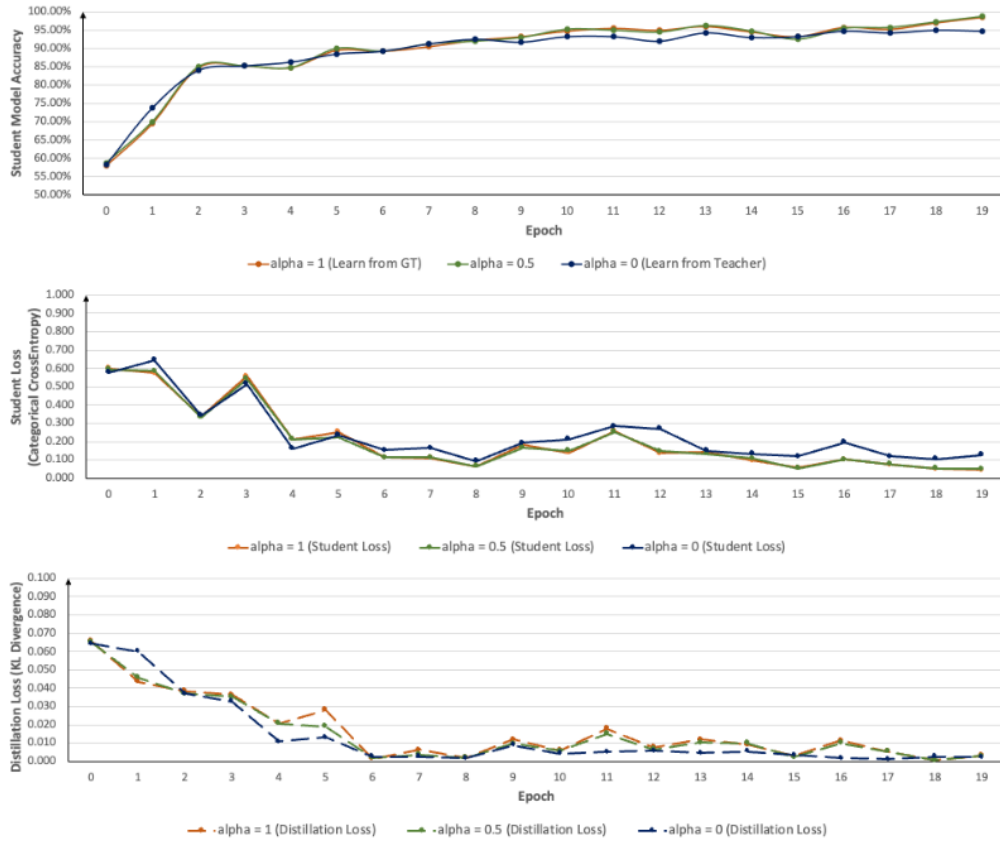 Student Model Accuracy
100.00%
95.00%
90.00%
85.00%
80.00%
75.00%
70.00%
65.00%
60.00%
55.00%
50.00%
0 1 2 3 4 5 6 7 8 9 10 11 12 13 14 15 16 17 18 19
Epoch
alpha = 1 (Learn from GT) alpha = 0.5 alpha = 0 (Learn from Teacher)
Student Loss
(Categorical CrossEntropy)
1.000
0.900
0.800
0.700
0.600
0.500
0.400
0.300
0.200
0.100
0.000
0 1 2 3 4 5 6 7 8 9 10 11 12 13 14 15 16 17 18 19
Epoch
alpha = 1 (Student Loss) alpha = 0.5 (Student Loss) alpha = 0 (Student Loss)
Distillation Loss (KL Divergence)
0.100
0.090
0.080
0.070
0.060
0.050
0.040
0.030
0.020
0.010
0.000
0 1 2 3 4 5 6 7 8 9 10 11 12 13 14 15 16 17 18 19
Epoch
alpha = 1 (Distillation Loss) alpha = 0.5 (Distillation Loss) alpha = 0 (Distillation Loss)